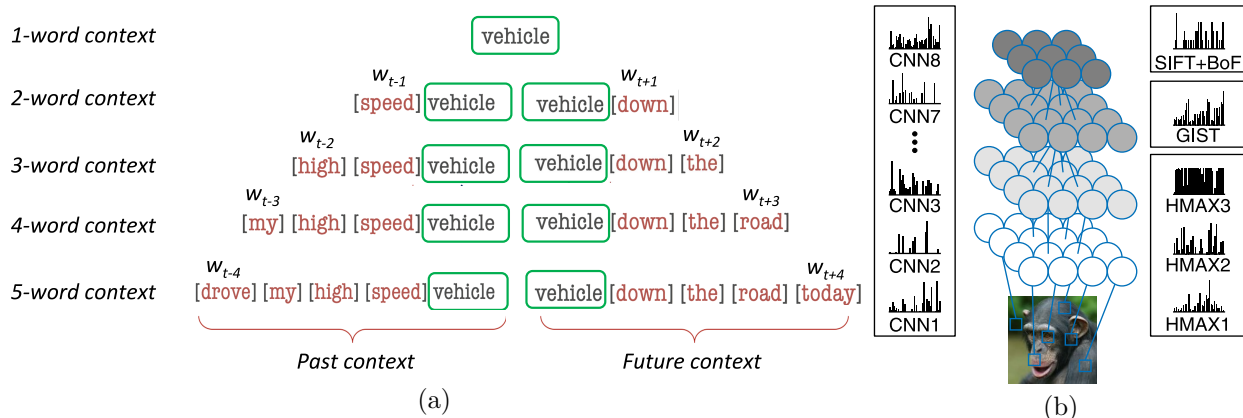 1-word context
vehicle
w_{t-1} w_{t+1}
2-word context
[speed] vehicle vehicle [down]
w_{t-2} w_{t+2}
3-word context
[high] [speed] vehicle vehicle [down] [the]
w_{t-3} w_{t+3}
4-word context
[my] [high] [speed] vehicle vehicle [down] [the] [road]
w_{t-4} w_{t+4}
5-word context
[drove] [my] [high] [speed] vehicle vehicle [down] [the] [road] [today]
Past context Future context
(a)
CNN8
CNN7
CNN3
CNN2
CNN1
SIFT+BoF
GIST
HMAX3
HMAX2
HMAX1
(b)